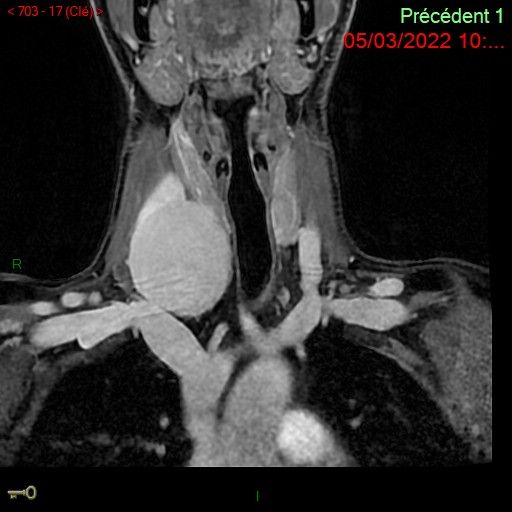 < 703 - 17 (Clé) >
Précédent 1
05/03/2022 10:...
R